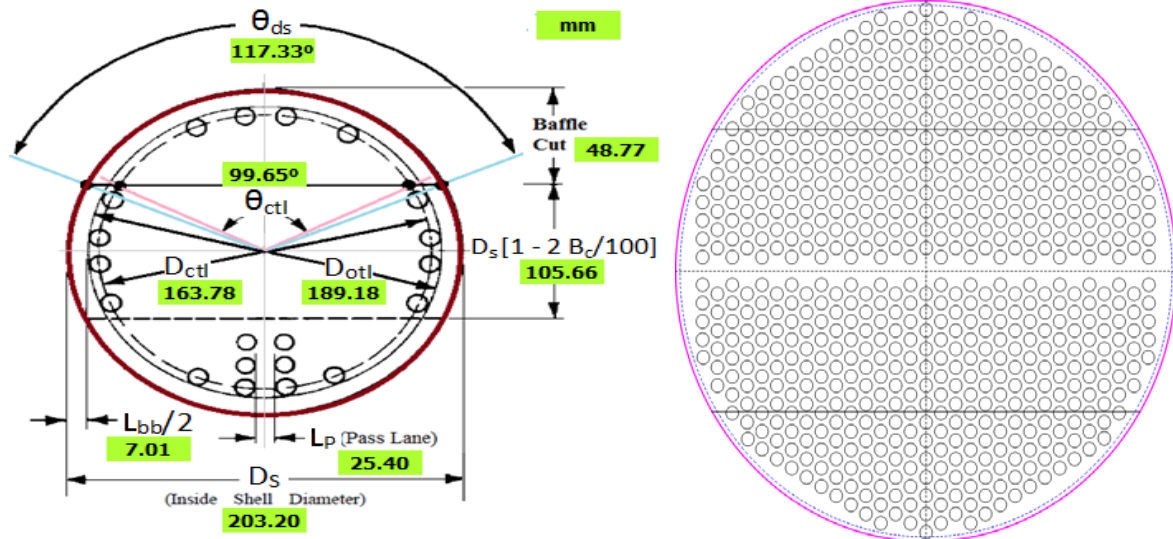 θds
117.33º
mm
Baffle
Cut
48.77
99.65º
θctl
Dctl
163.78
Dotl
189.18
Ds[1 - 2 Bc/100]
105.66
Lbb/2
7.01
LP (Pass Lane)
25.40
DS
(Inside Shell Diameter)
203.20